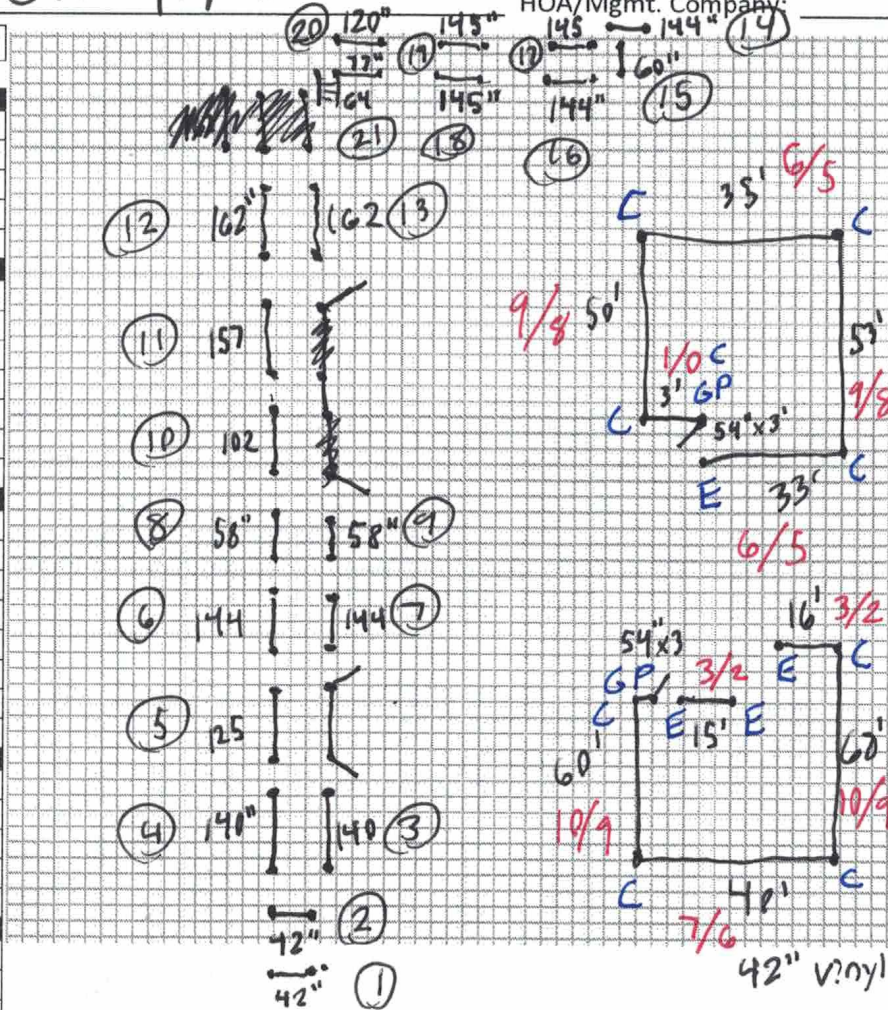 HOA/Mgmt. Company:
20 120" 19 145" 17 145 144" 14
77" 60"
64 145" 144" 15
21 18 16
12 162" 162 13
11 157
10 102
8 58" 58" 9
6 144 144 7
5 125
4 140" 140 3
42" 2
42" 1
35' 6/5
C C
9/8 50' 53'
1/0 C 9/8
3' GP
C 54"x3'
E 33' C
6/5
16' 3/2
54"x3 E C
GP 3/2
C E 15' E
60' 60'
10/9 10/9
C 40' C
7/6
42" Vinyl